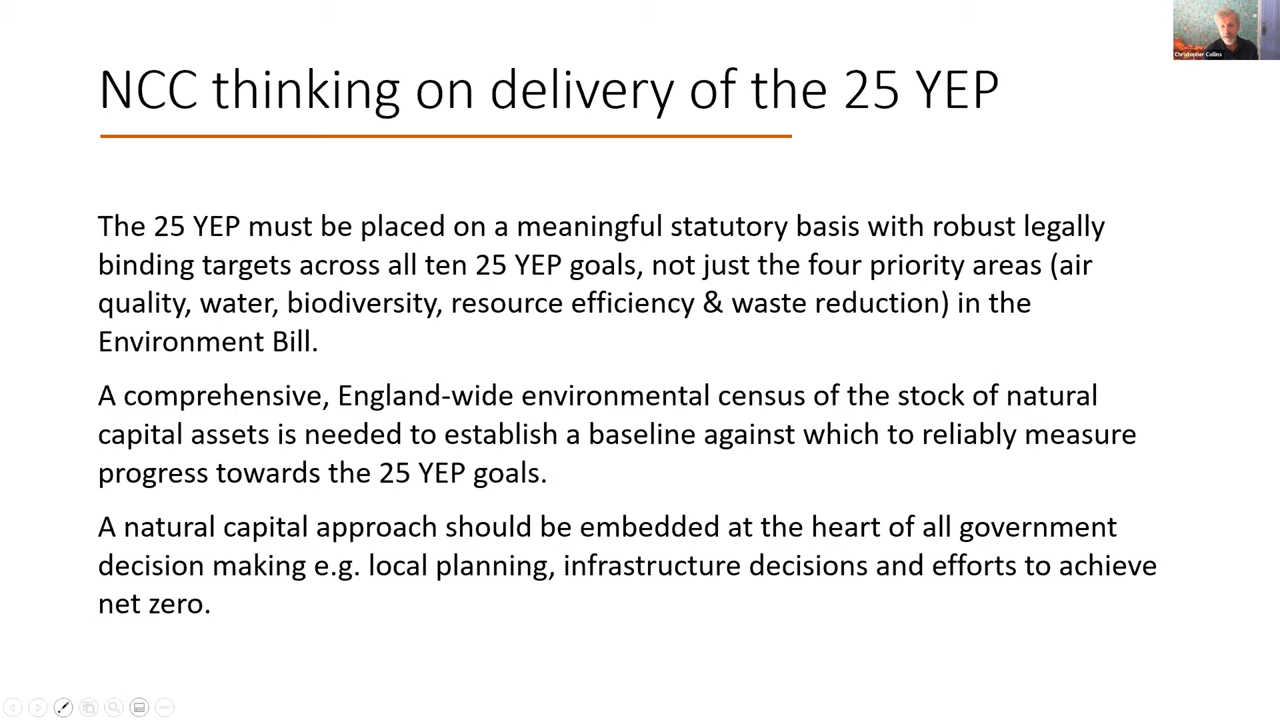 Christopher Collins
NCC thinking on delivery of the 25 YEP
The 25 YEP must be placed on a meaningful statutory basis with robust legally
binding targets across all ten 25 YEP goals, not just the four priority areas (air
quality, water, biodiversity, resource efficiency & waste reduction) in the
Environment Bill.
A comprehensive, England-wide environmental census of the stock of natural
capital assets is needed to establish a baseline against which to reliably measure
progress towards the 25 YEP goals.
A natural capital approach should be embedded at the heart of all government
decision making e.g. local planning, infrastructure decisions and efforts to achieve
net zero.